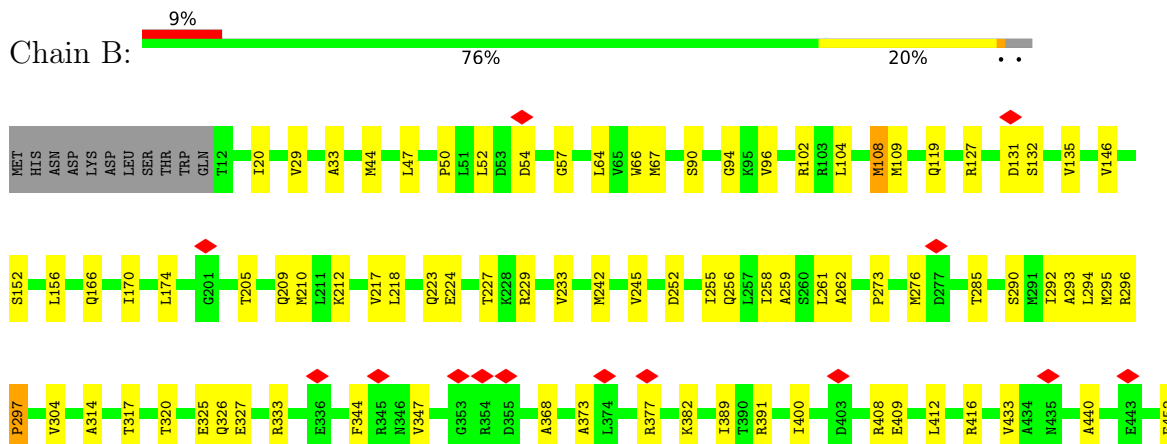 9%
Chain B:
76% 20% • •
MET HIS ASN ASP LYS ASP LEU SER THR TRP GLN T12 I20 V29 A33 M44 L47 P50 L51 L52 D53 D54 G57 L64 V65 W66 M67 S90 G94 K95 V96 R102 R103 L104 M108 M109 Q119 R127 D131 S132 V135 V146
S152 L156 Q166 I170 L174 G201 T205 Q209 M210 L211 K212 V217 L218 Q223 E224 T227 K228 R229 V233 M242 V245 D252 I255 Q256 L257 I258 A259 S260 L261 A262 P273 M276 D277 T285 S290 M291 I292 A293 L294 M295 R296
P297 V304 A314 T317 T320 E325 Q326 E327 R333 E336 F344 R345 N346 V347 G353 R354 D355 A368 A373 L374 R377 K382 I389 T390 R391 I400 D403 R408 E409 L412 R416 V433 A434 N435 A440 E443